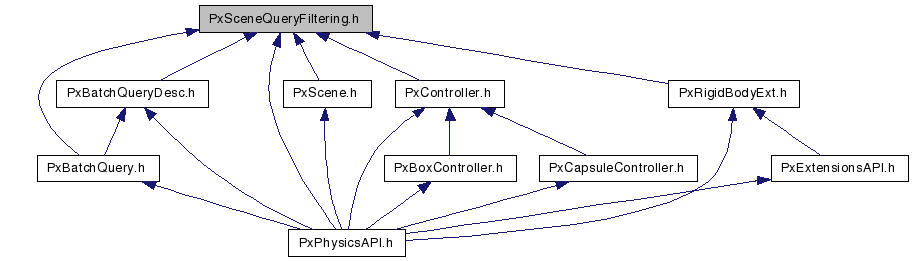 PxSceneQueryFiltering.h
PxBatchQueryDesc.h
PxScene.h
PxController.h
PxRigidBodyExt.h
PxBatchQuery.h
PxBoxController.h
PxCapsuleController.h
PxExtensionsAPI.h
PxPhysicsAPI.h